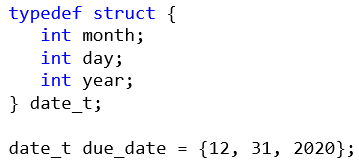 typedef struct {
   int month;
   int day;
   int year;
} date_t;

date_t due_date = {12, 31, 2020};